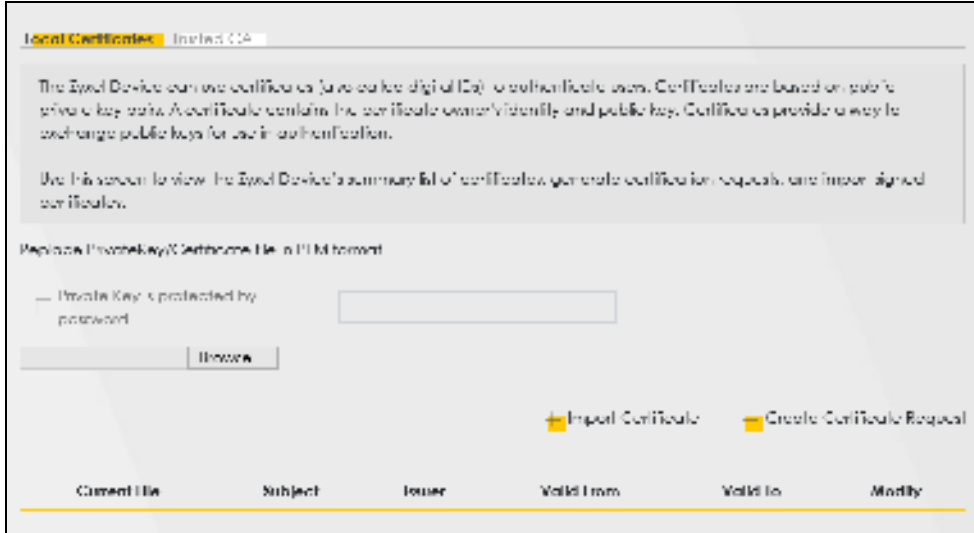 Local Certificates Trusted CA
The Zyxel Device can use certificates (also called digital IDs) to authenticate users. Certificates are based on public-
private key pairs. A certificate contains the certificate owner's identity and public key. Certificates provide a way to
exchange public keys for use in authentication.
Use this screen to view the Zyxel Device's summary list of certificates, generate certification requests, and import signed
certificates.
Replace PrivateKey/Certificate file in PEM format
Private Key is protected by
password
Browse...
+ Import Certificate + Create Certificate Request
Current File Subject Issuer Valid From Valid To Modify